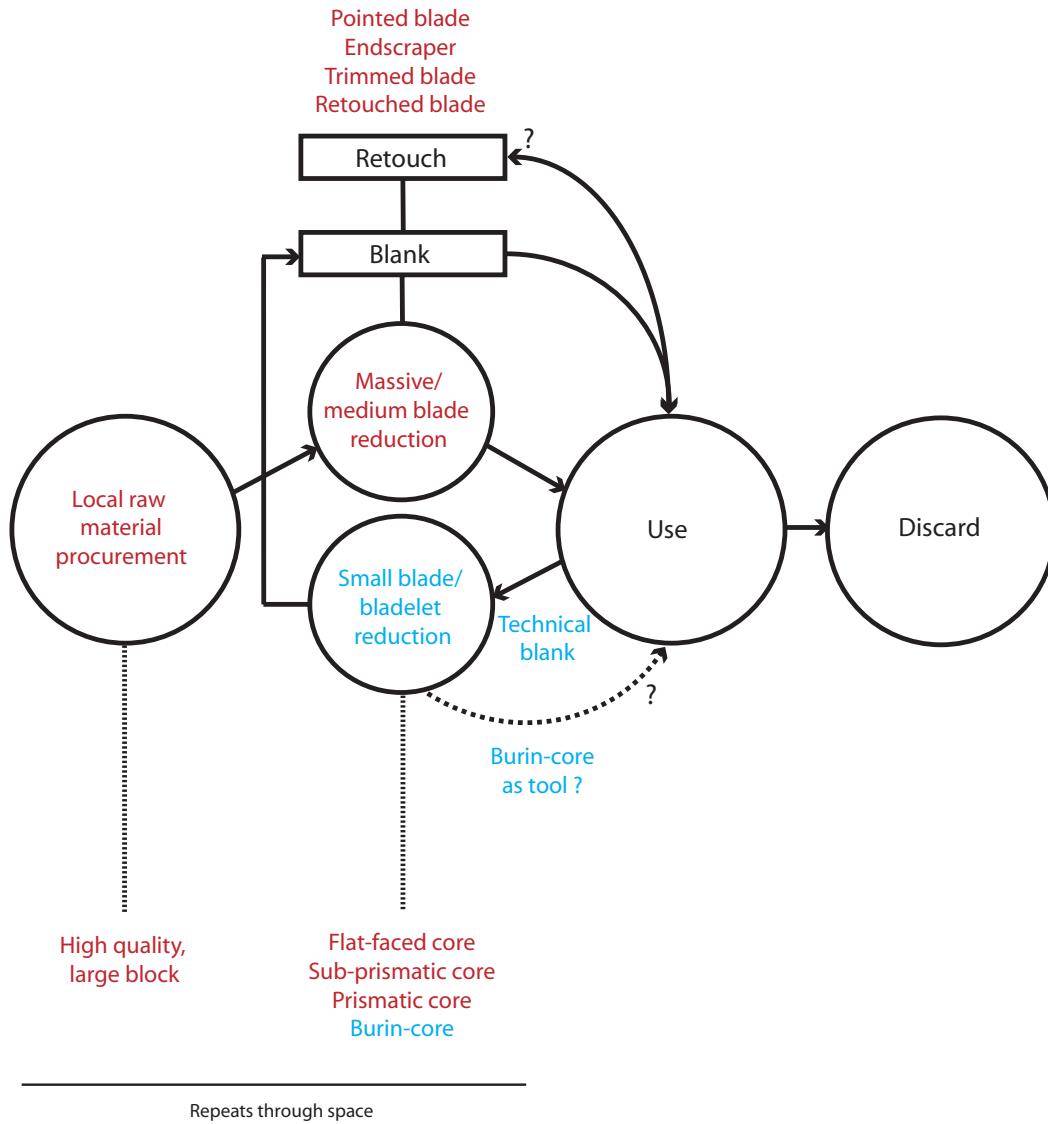 Pointed blade
Endscraper
Trimmed blade
Retouched blade
?
Retouch
Blank
Massive/
medium blade
reduction
Local raw
material
procurement
Use
Discard
Small blade/
bladelet
reduction
Technical
blank
?
Burin-core
as tool ?
High quality,
large block
Flat-faced core
Sub-prismatic core
Prismatic core
Burin-core
Repeats through space